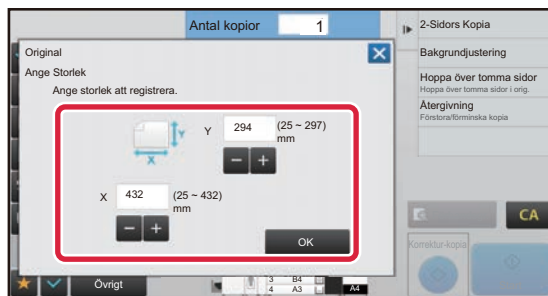 Antal kopior 1
Original
Ange Storlek
Ange storlek att registrera.
Y 294 (25 ~ 297)
mm
X 432 (25 ~ 432)
mm
OK
2-Sidors Kopia
Bakgrundjustering
Hoppa över tomma sidor
Hoppa över tomma sidor i orig.
Återgivning
Förstora/förminska kopia
CA
Korrektur-kopia
Övrigt
3 B4
4 A3
A4